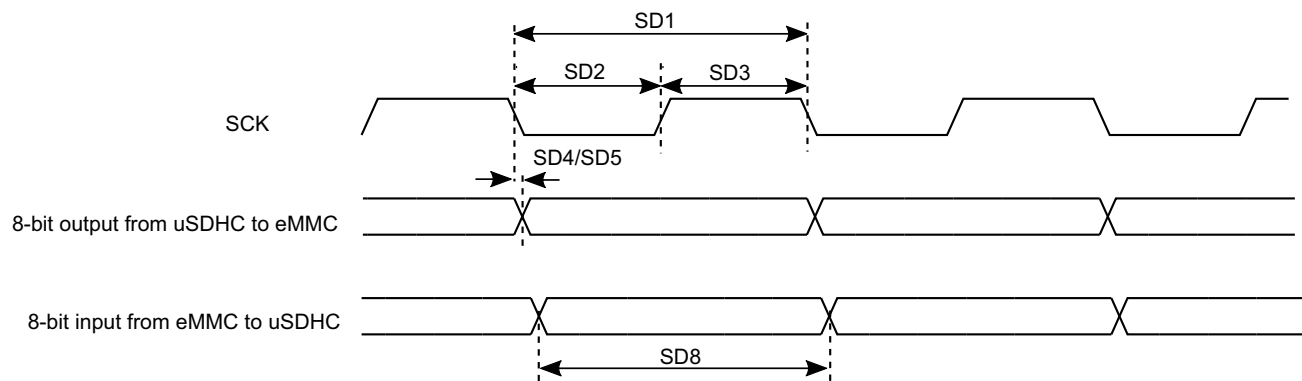 SD1
SD2 SD3
SCK
SD4/SD5
8-bit output from uSDHC to eMMC
8-bit input from eMMC to uSDHC
SD8